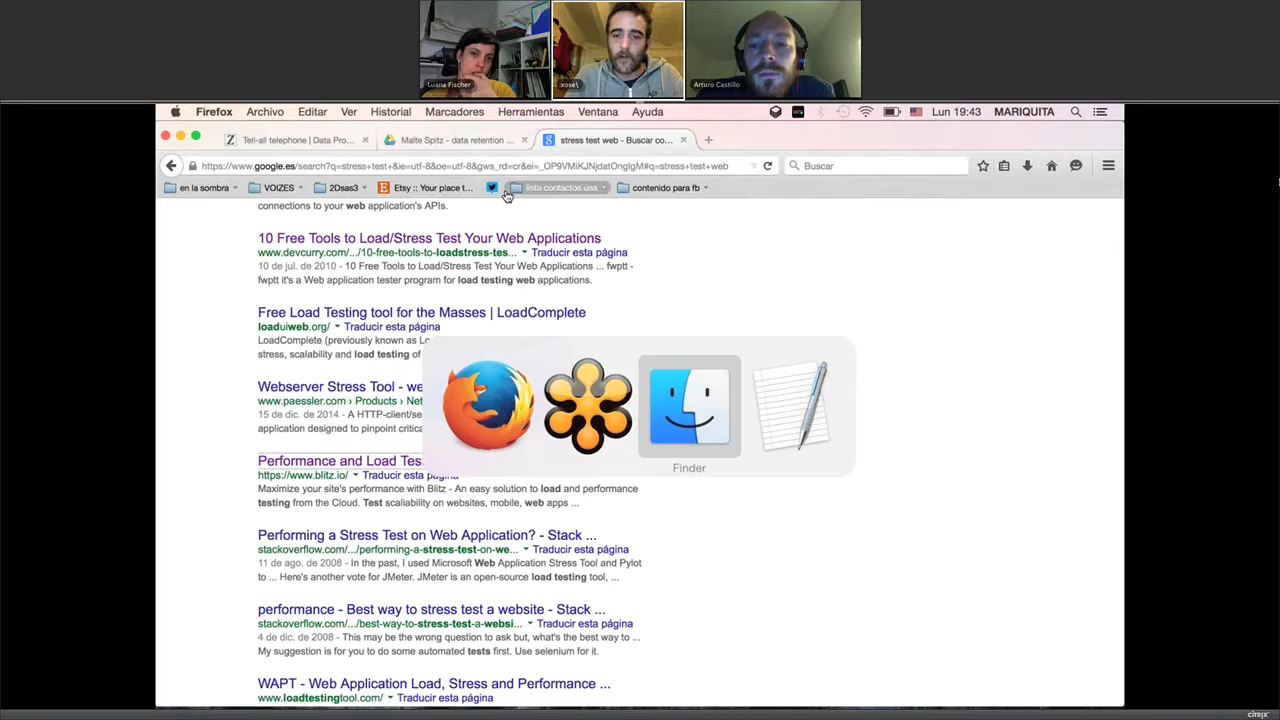 Luana Fischer
xose\
Arturo Castillo
Firefox Archivo Editar Ver Historial Marcadores Herramientas Ventana Ayuda Lun 19:43 MARIQUITA
Tell-all telephone | Data Pro... Malte Spitz - data retention ... stress test web - Buscar co...
https://www.google.es/search?q=stress+test+&ie=utf-8&oe=utf-8&gws_rd=cr&ei=_OP9VMiKJNjdatOngIgM#q=stress+test+web
Buscar
en la sombra VOIZES 2Dsas3 Etsy :: Your place t... lista contactos usa contenido para fb
connections to your web application's APIs.
10 Free Tools to Load/Stress Test Your Web Applications
www.devcurry.com/.../10-free-tools-to-loadstress-tes... Traducir esta página
10 de jul. de 2010 - 10 Free Tools to Load/Stress Test Your Web Applications ... fwptt -
fwptt it's a Web application tester program for load testing web applications.
Free Load Testing tool for the Masses | LoadComplete
loaduiweb.org/ Traducir esta página
LoadComplete (previously known as Lo
stress, scalability and load testing of
Webserver Stress Tool - we
www.paessler.com › Products › Net
15 de dic. de 2014 - A HTTP-client/se
application designed to pinpoint critica
Performance and Load Tes
https://www.blitz.io/ Traducir esta página
Maximize your site's performance with Blitz - An easy solution to load and performance
testing from the Cloud. Test scaliability on websites, mobile, web apps ...
Finder
Performing a Stress Test on Web Application? - Stack ...
stackoverflow.com/.../performing-a-stress-test-on-we... Traducir esta página
11 de ago. de 2008 - In the past, I used Microsoft Web Application Stress Tool and Pylot
to ... Here's another vote for JMeter. JMeter is an open-source load testing tool, ...
performance - Best way to stress test a website - Stack ...
stackoverflow.com/.../best-way-to-stress-test-a-websi... Traducir esta página
4 de dic. de 2008 - This may be the wrong question to ask but, what's the best way to ...
My suggestion is for you to do some automated tests first. Use selenium for it.
WAPT - Web Application Load, Stress and Performance ...
www.loadtestingtool.com/ Traducir esta página
CITRIX